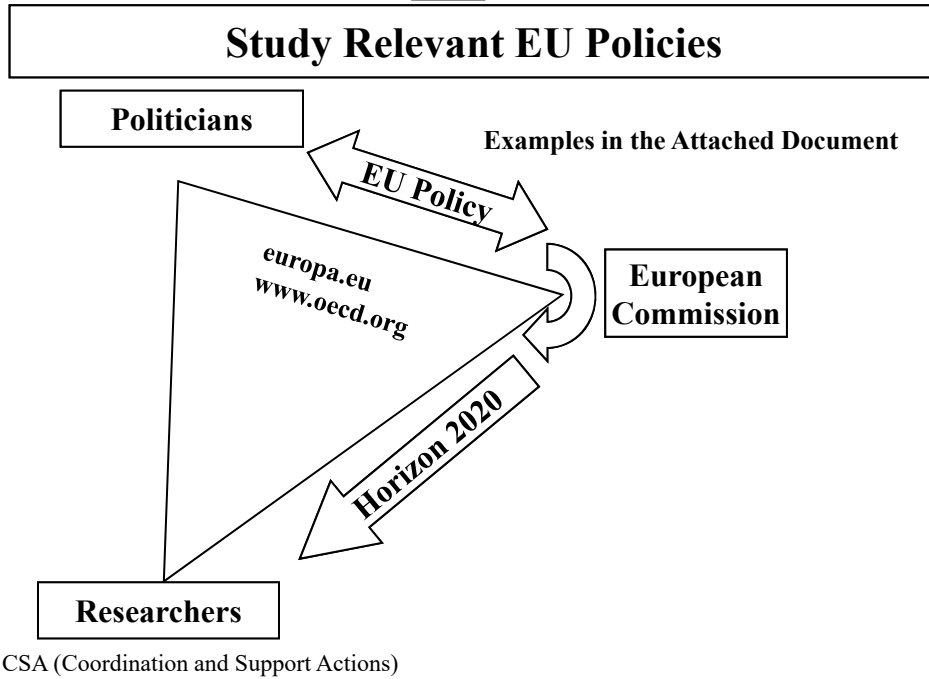 Study Relevant EU Policies
Politicians
Examples in the Attached Document
EU Policy
europa.eu
www.oecd.org
European
Commission
Horizon 2020
Researchers
CSA (Coordination and Support Actions)